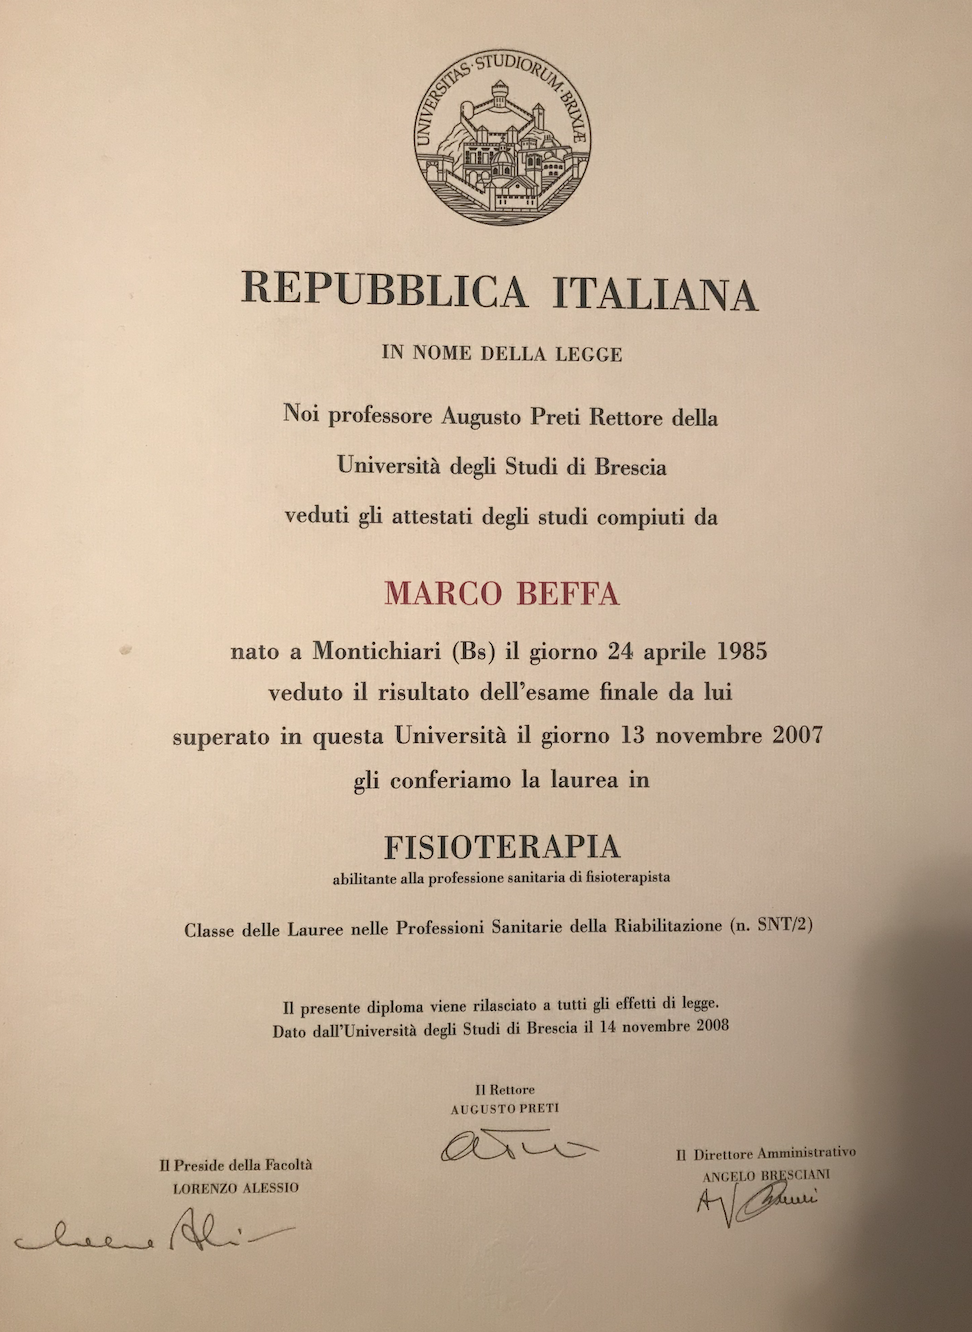 UNIVERSITAS · STUDIORUM · BRIXIÆ
REPUBBLICA ITALIANA
IN NOME DELLA LEGGE
Noi professore Augusto Preti Rettore della
Università degli Studi di Brescia
veduti gli attestati degli studi compiuti da
MARCO BEFFA
nato a Montichiari (Bs) il giorno 24 aprile 1985
veduto il risultato dell'esame finale da lui
superato in questa Università il giorno 13 novembre 2007
gli conferiamo la laurea in
FISIOTERAPIA
abilitante alla professione sanitaria di fisioterapista
Classe delle Lauree nelle Professioni Sanitarie della Riabilitazione (n. SNT/2)
Il presente diploma viene rilasciato a tutti gli effetti di legge.
Dato dall'Università degli Studi di Brescia il 14 novembre 2008
Il Rettore
AUGUSTO PRETI
Il Preside della Facoltà
LORENZO ALESSIO
Il Direttore Amministrativo
ANGELO BRESCIANI